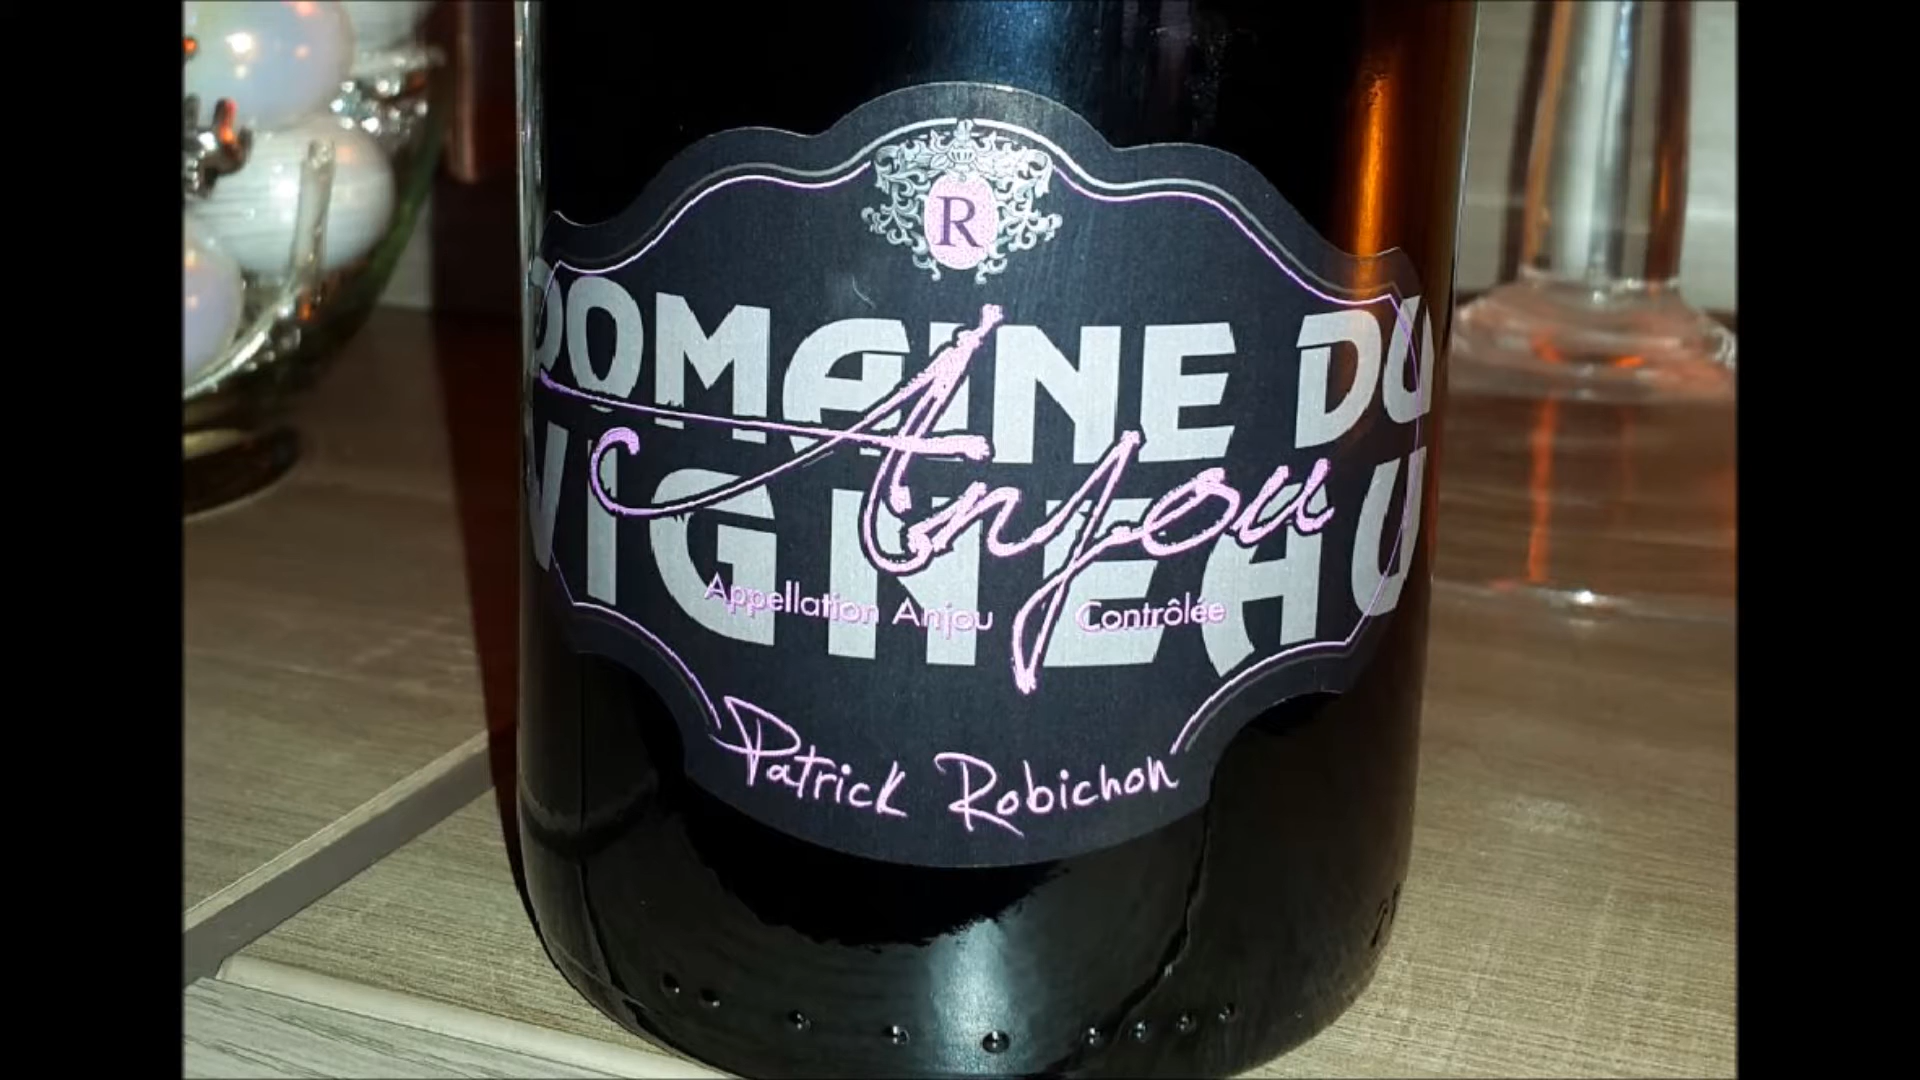 R
DOMAINE DU
Anjou
VIGNEAU
Appellation Anjou Contrôlée
Patrick Robichon